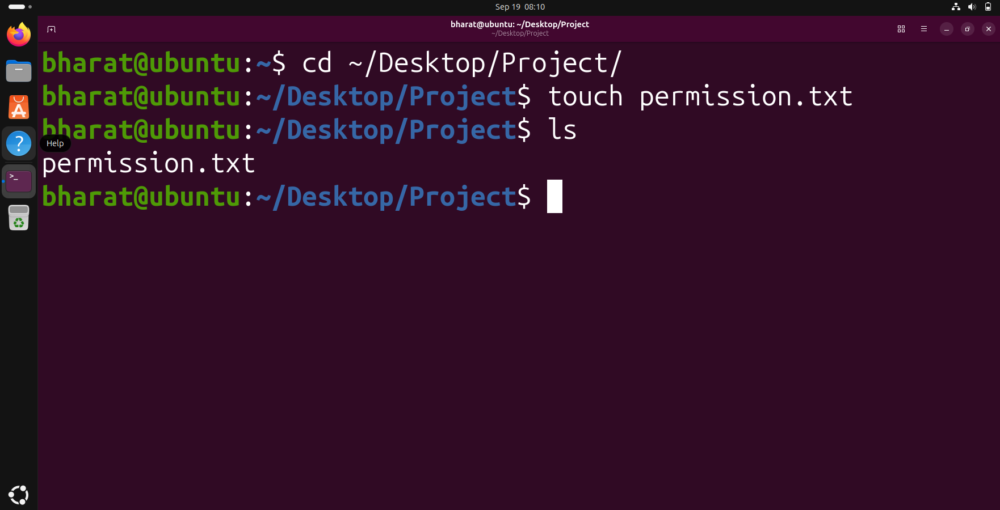 Sep 19 08:10
bharat@ubuntu: ~/Desktop/Project
~/Desktop/Project
bharat@ubuntu:~$ cd ~/Desktop/Project/
bharat@ubuntu:~/Desktop/Project$ touch permission.txt
bharat@ubuntu:~/Desktop/Project$ ls
Help
permission.txt
bharat@ubuntu:~/Desktop/Project$